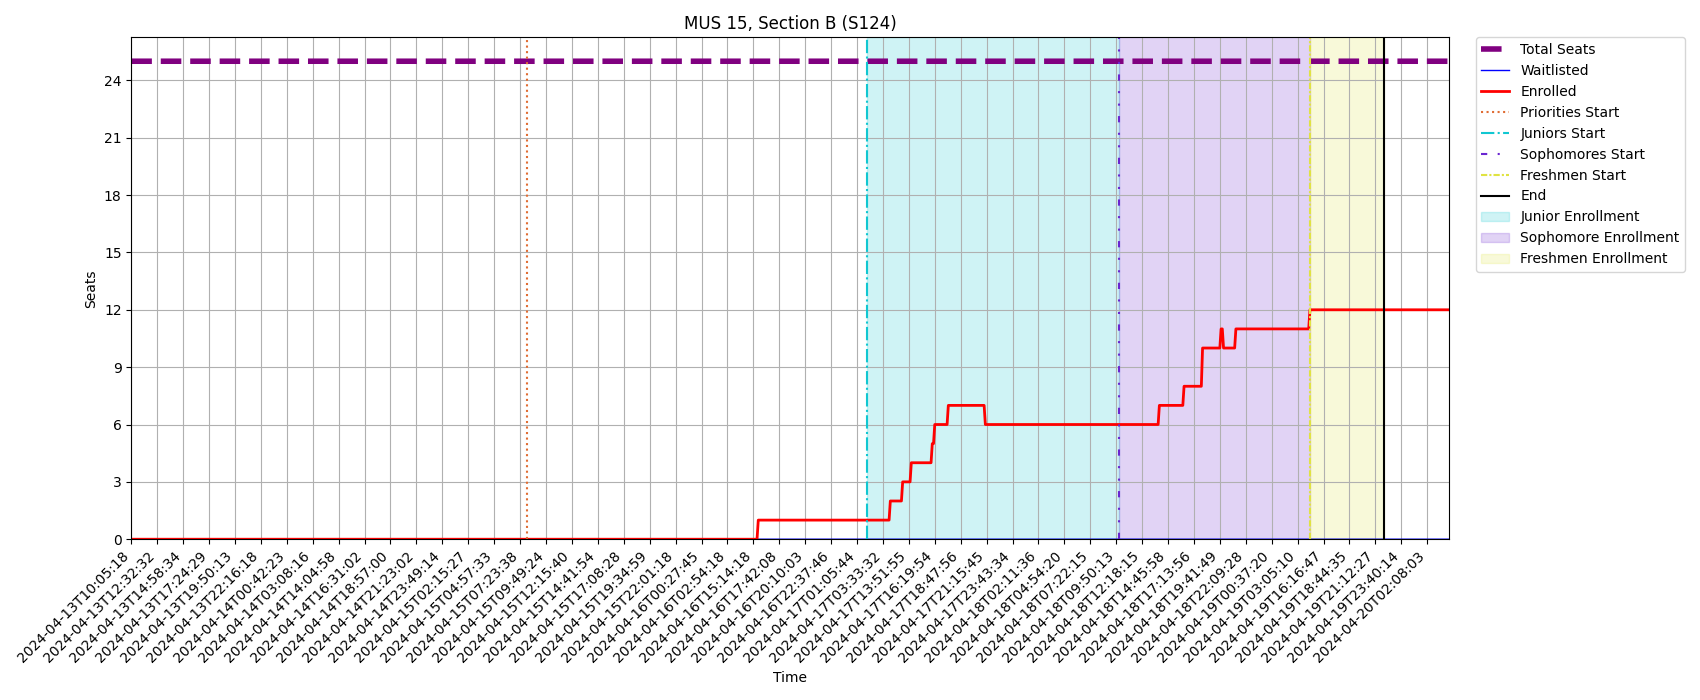 MUS 15, Section B (S124)
Seats
24
21
18
15
12
9
6
3
0
2024-04-13T10:05:18
2024-04-13T12:32:32
2024-04-13T14:58:34
2024-04-13T17:24:29
2024-04-13T19:50:13
2024-04-13T22:16:18
2024-04-14T00:42:23
2024-04-14T03:08:16
2024-04-14T14:04:58
2024-04-14T16:31:02
2024-04-14T18:57:00
2024-04-14T21:23:02
2024-04-14T23:49:14
2024-04-15T02:15:27
2024-04-15T04:57:33
2024-04-15T07:23:38
2024-04-15T09:49:24
2024-04-15T12:15:40
2024-04-15T14:41:54
2024-04-15T17:08:28
2024-04-15T19:34:59
2024-04-15T22:01:18
2024-04-16T00:27:45
2024-04-16T02:54:18
2024-04-16T15:14:18
2024-04-16T17:42:08
2024-04-16T20:10:03
2024-04-16T22:37:46
2024-04-17T01:05:44
2024-04-17T03:33:32
2024-04-17T13:51:55
2024-04-17T16:19:54
2024-04-17T18:47:56
2024-04-17T21:15:45
2024-04-17T23:43:34
2024-04-18T02:11:36
2024-04-18T04:54:20
2024-04-18T07:22:15
2024-04-18T09:50:13
2024-04-18T12:18:15
2024-04-18T14:45:58
2024-04-18T17:13:56
2024-04-18T19:41:49
2024-04-18T22:09:28
2024-04-19T00:37:20
2024-04-19T03:05:10
2024-04-19T16:16:47
2024-04-19T18:44:35
2024-04-19T21:12:27
2024-04-19T23:40:14
2024-04-20T02:08:03
Time
Total Seats
Waitlisted
Enrolled
Priorities Start
Juniors Start
Sophomores Start
Freshmen Start
End
Junior Enrollment
Sophomore Enrollment
Freshmen Enrollment